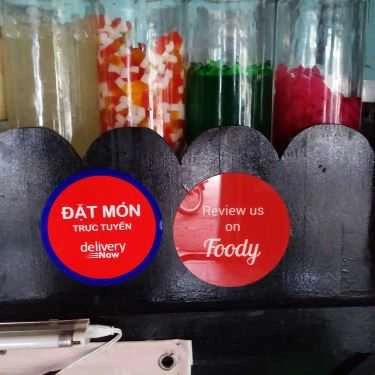 ĐẶT MÓN
TRỰC TUYẾN
delivery
Now
Review us
on
Foody